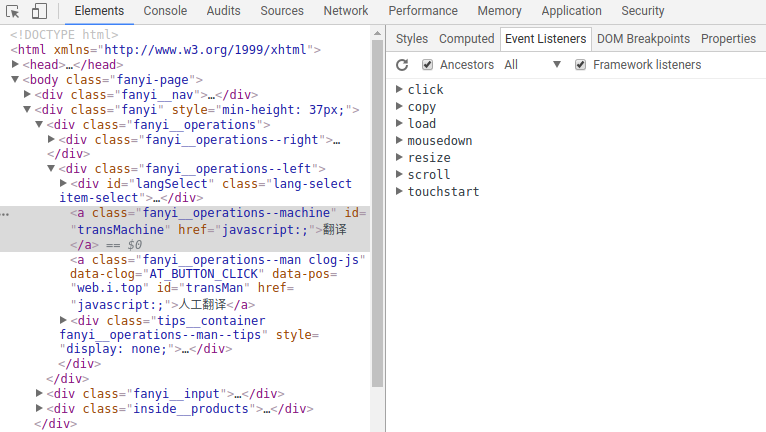 Elements Console Audits Sources Network Performance Memory Application Security
<!DOCTYPE html>
<html xmlns="http://www.w3.org/1999/xhtml">
<head>…</head>
<body class="fanyi-page">
<div class="fanyi__nav">…</div>
<div class="fanyi" style="min-height: 37px;">
<div class="fanyi__operations">
<div class="fanyi__operations--right">…
</div>
<div class="fanyi__operations--left">
<div id="langSelect" class="lang-select
item-select">…</div>
<a class="fanyi__operations--machine" id=
"transMachine" href="javascript:;">翻译
</a> == $0
<a class="fanyi__operations--man clog-js"
data-clog="AT_BUTTON_CLICK" data-pos=
"web.i.top" id="transMan" href=
"javascript:;">人工翻译</a>
<div class="tips__container
fanyi__operations--man--tips" style=
"display: none;">…</div>
</div>
</div>
<div class="fanyi__input">…</div>
<div class="inside__products">…</div>
</div>
Styles Computed Event Listeners DOM Breakpoints Properties
Ancestors All Framework listeners
click
copy
load
mousedown
resize
scroll
touchstart